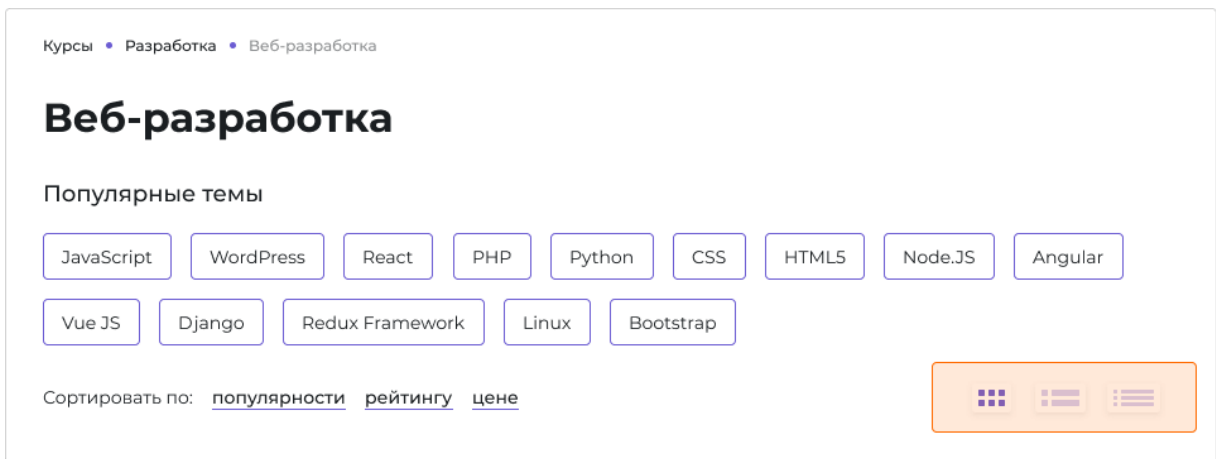 Курсы • Разработка • Веб-разработка
Веб-разработка
Популярные темы
JavaScript WordPress React PHP Python CSS HTML5 Node.JS Angular
Vue JS Django Redux Framework Linux Bootstrap
Сортировать по: популярности рейтингу цене